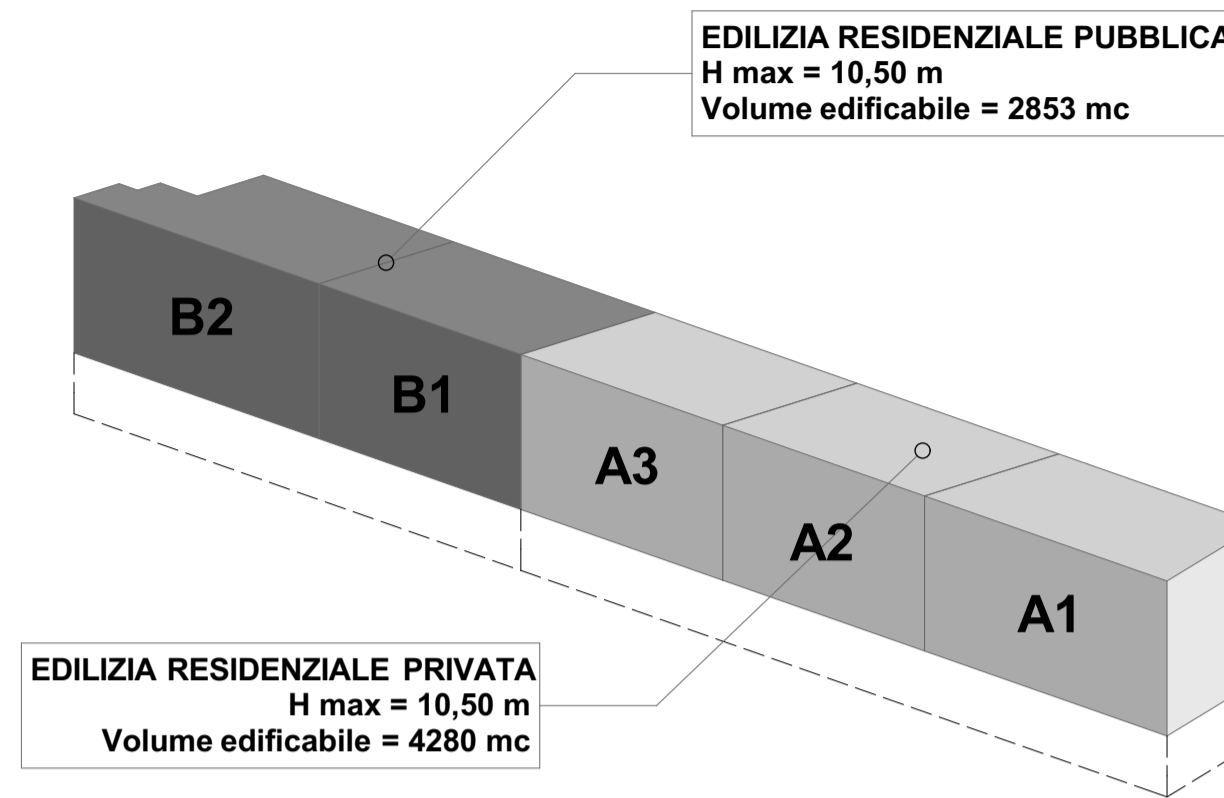 EDILIZIA RESIDENZIALE PUBBLICA
H max = 10,50 m
Volume edificabile = 2853 mc
B2
B1
A3
A2
A1
EDILIZIA RESIDENZIALE PRIVATA
H max = 10,50 m
Volume edificabile = 4280 mc